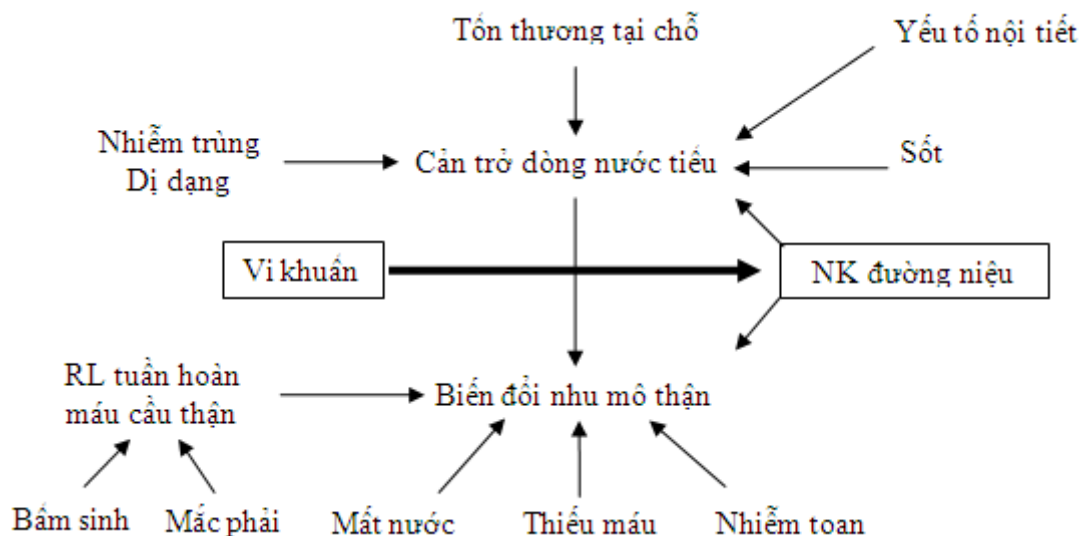 Tổn thương tại chỗ
Yếu tố nội tiết
Nhiễm trùng
Dị dạng
Cản trở dòng nước tiểu
Sốt
Vi khuẩn
NK đường niệu
RL tuần hoàn
máu cầu thận
Biến đổi nhu mô thận
Bẩm sinh
Mắc phải
Mất nước
Thiếu máu
Nhiễm toan